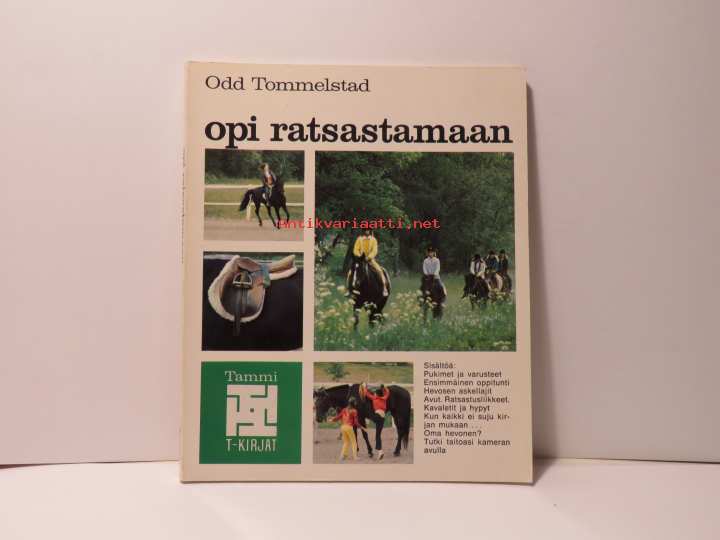 Odd Tommelstad
opi ratsastamaan
Antikvariaatti.net
Tammi
T-KIRJAT
Sisältöä:
Pukimet ja varusteet
Ensimmäinen oppitunti
Hevosen askellajit
Avut. Ratsastusliikkeet.
Kavaletit ja hypyt
Kun kaikki ei suju kir-
jan mukaan . . .
Oma hevonen?
Tutki taitoasi kameran
avulla